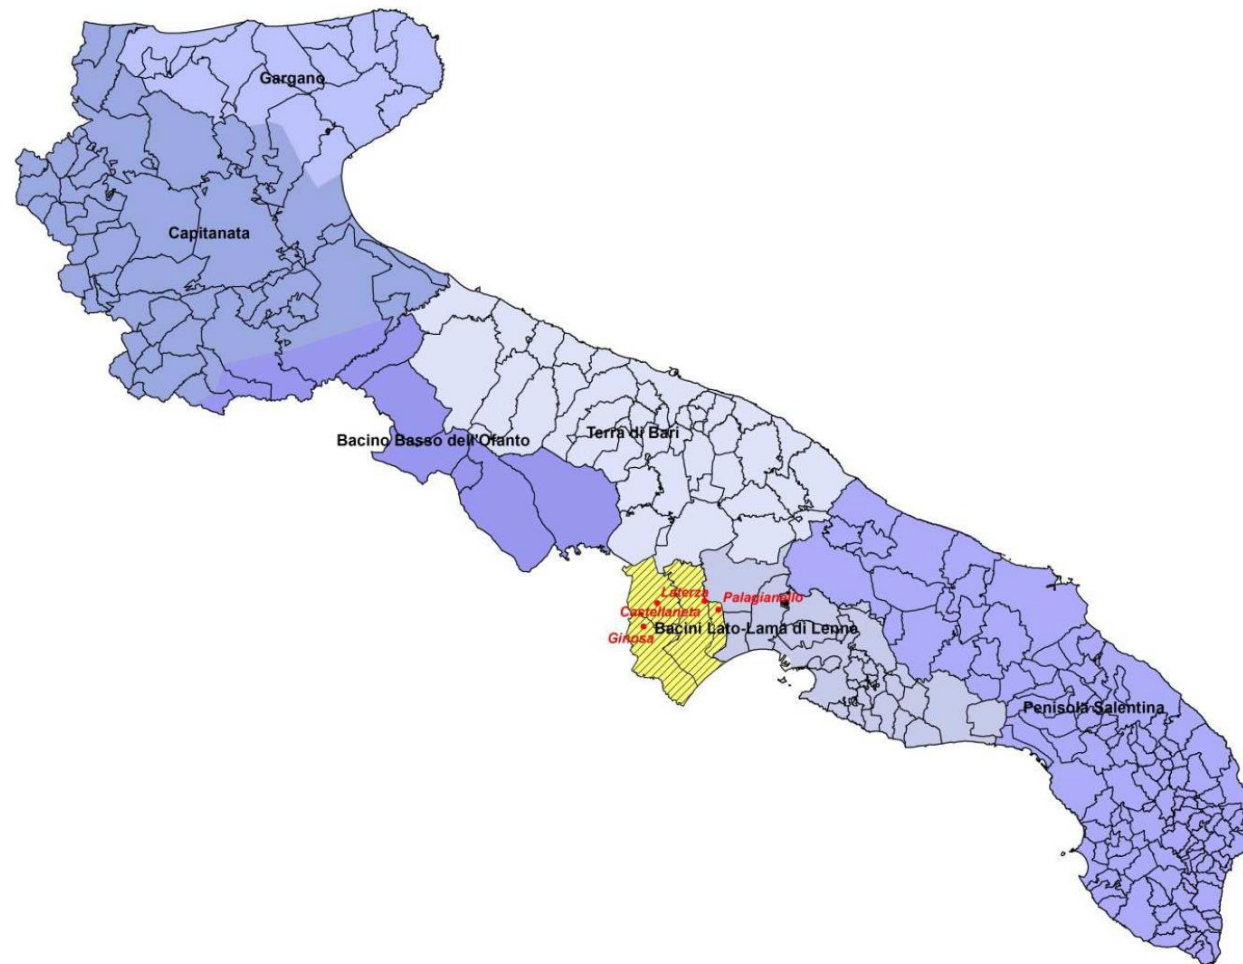 Gargano
Capitanata
Bacino Basso dell'Ofanto
Terra di Bari
Laterza
Palagianello
Castellaneta
Bacini Lato-Lama di Lenne
Ginosa
Penisola Salentina